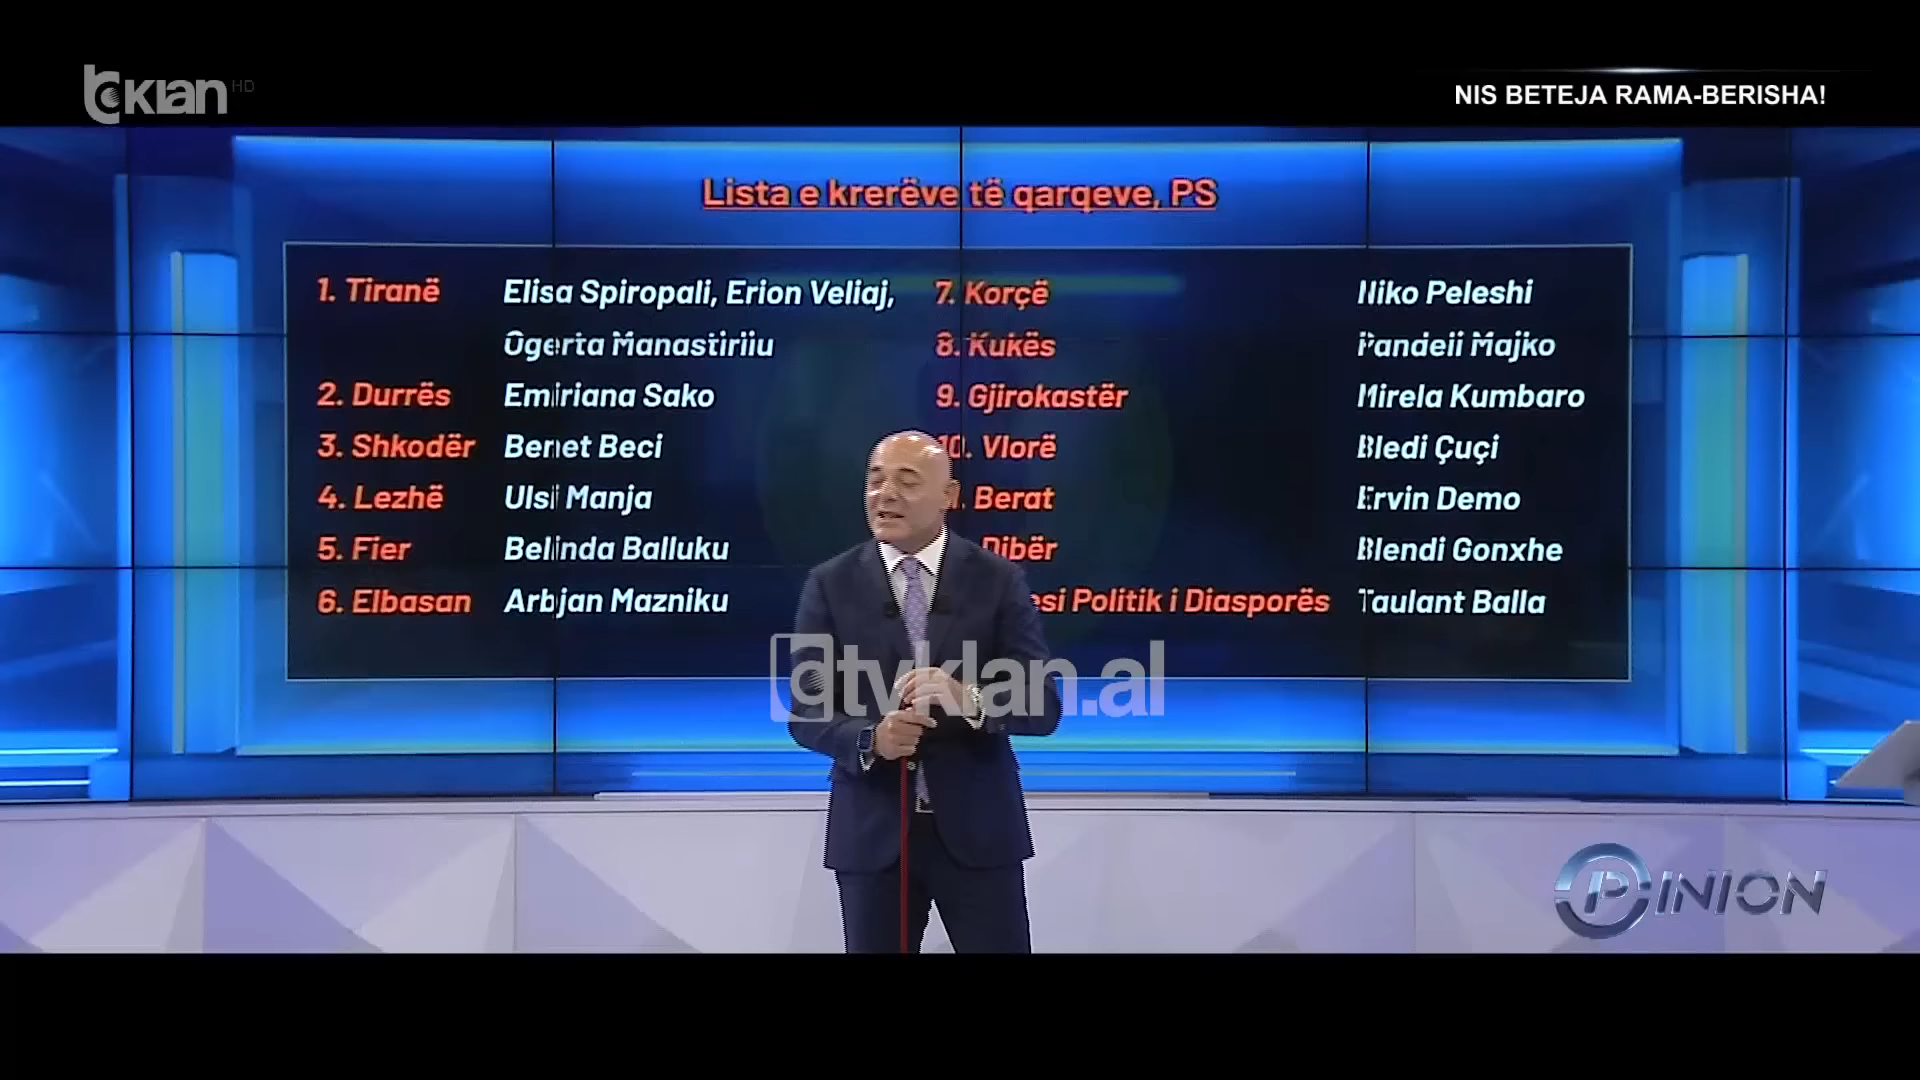 tvklan HD
NIS BETEJA RAMA-BERISHA!
Lista e krerëve të qarqeve, PS
1. Tiranë Elisa Spiropali, Erion Veliaj,
Ogerta Manastirliu
2. Durrës Emiriana Sako
3. Shkodër Benet Beci
4. Lezhë Ulsi Manja
5. Fier Belinda Balluku
6. Elbasan Arbjan Mazniku
7. Korçë Niko Peleshi
8. Kukës Pandeli Majko
9. Gjirokastër Mirela Kumbaro
10. Vlorë Bledi Çuçi
Berat Ervin Demo
Dibër Blendi Gonxhe
Politik i Diasporës Taulant Balla
tvklan.al
OPINION